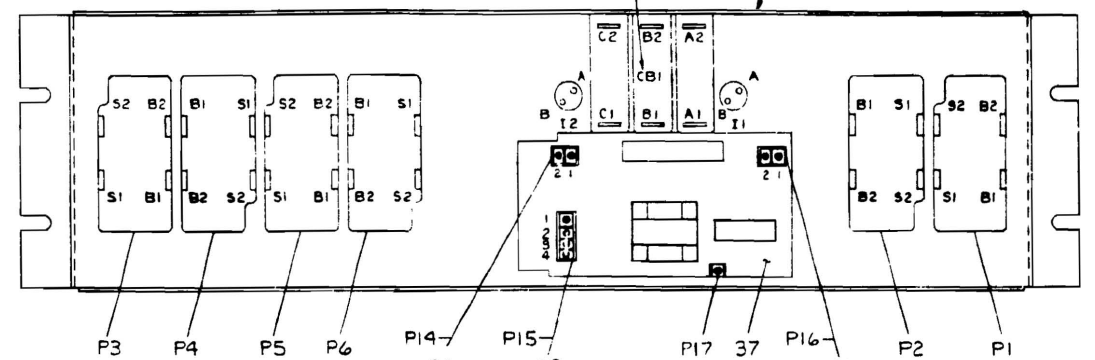 C2 B2 A2
CB1
A A
B B
C1 B1 A1
I2 I1
S2 B2 B1 S1 S2 B2 B1 S1 B1 S1 S2 B2
S1 B1 B2 S2 S1 B1 B2 S2 B2 S2 S1 B1
2 1 2 1
1
2
3
4
P3 P4 P5 P6 P14 P15 P17 37 P16 P2 P1